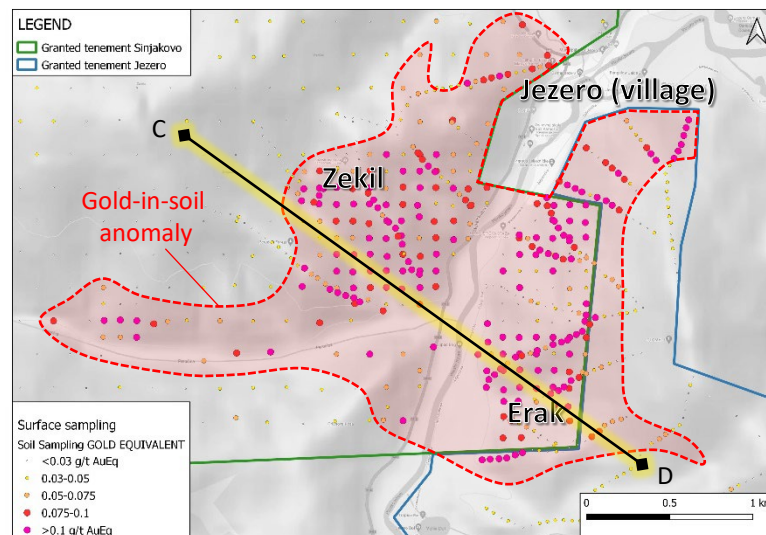 LEGEND
Granted tenement Sinjakovo
Granted tenement Jezero
Jezero (village)
C
Zekil
Gold-in-soil
anomaly
Erak
D
Surface sampling
Soil Sampling GOLD EQUIVALENT
<0.03 g/t AuEq
0.03-0.05
0.05-0.075
0.075-0.1
>0.1 g/t AuEq
0 0.5 1 km